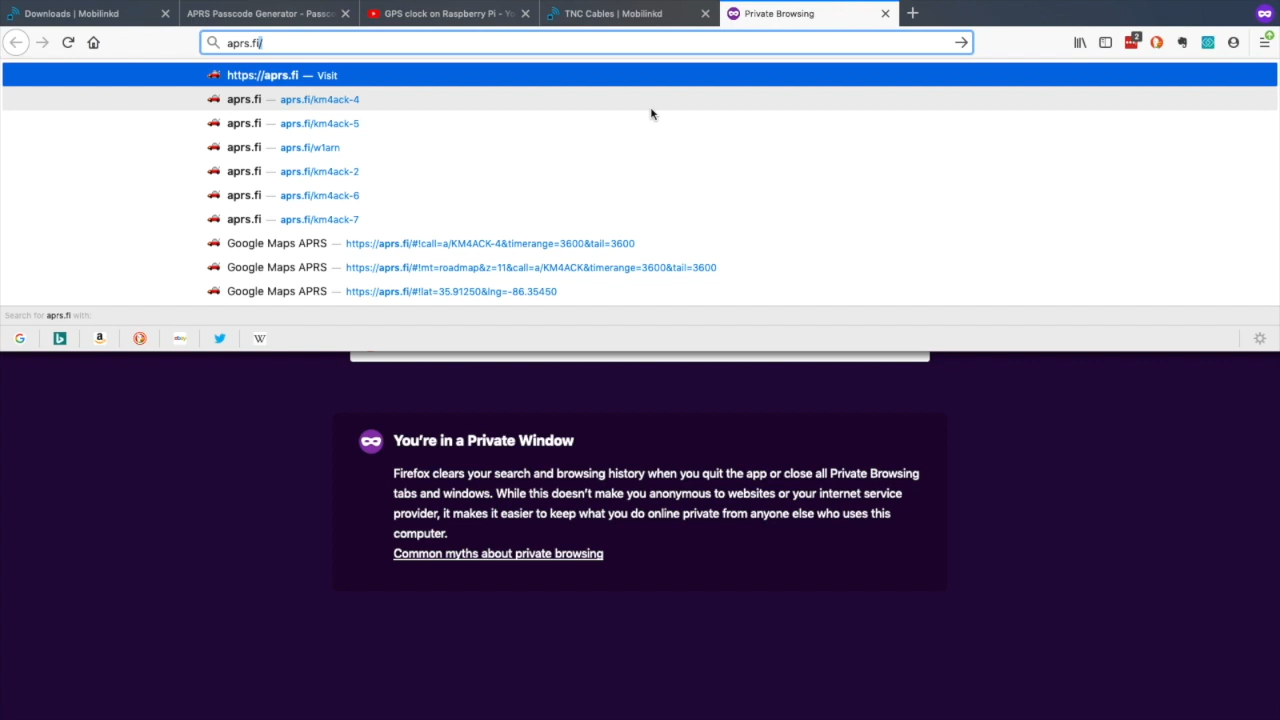 Downloads | Mobilinkd
APRS Passcode Generator - Passc
GPS clock on Raspberry Pi - Yo
TNC Cables | Mobilinkd
Private Browsing
aprs.fi/
2
https://aprs.fi — Visit
aprs.fi — aprs.fi/km4ack-4
aprs.fi — aprs.fi/km4ack-5
aprs.fi — aprs.fi/w1arn
aprs.fi — aprs.fi/km4ack-2
aprs.fi — aprs.fi/km4ack-6
aprs.fi — aprs.fi/km4ack-7
Google Maps APRS — https://aprs.fi/#!call=a/KM4ACK-4&timerange=3600&tail=3600
Google Maps APRS — https://aprs.fi/#!mt=roadmap&z=11&call=a/KM4ACK&timerange=3600&tail=3600
Google Maps APRS — https://aprs.fi/#!lat=35.91250&lng=-86.35450
Search for aprs.fi with:
You're in a Private Window
Firefox clears your search and browsing history when you quit the app or close all Private Browsing
tabs and windows. While this doesn't make you anonymous to websites or your internet service
provider, it makes it easier to keep what you do online private from anyone else who uses this
computer.
Common myths about private browsing